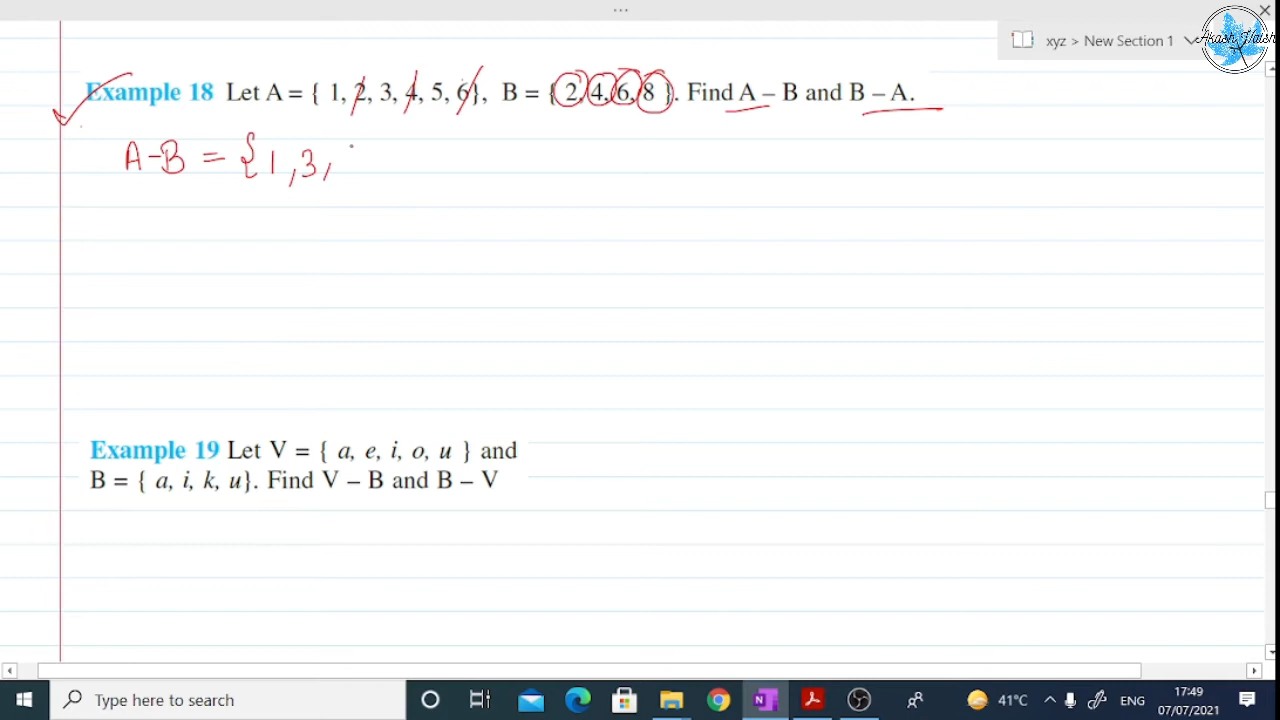 ...
xyz > New Section 1
Akash
Example 18 Let A = { 1, 2, 3, 4, 5, 6}, B = { 2, 4, 6, 8 }. Find A – B and B – A.
A-B = {1,3,
Example 19 Let V = { a, e, i, o, u } and
B = { a, i, k, u}. Find V – B and B – V
Type here to search
41°C
ENG
17:49
07/07/2021